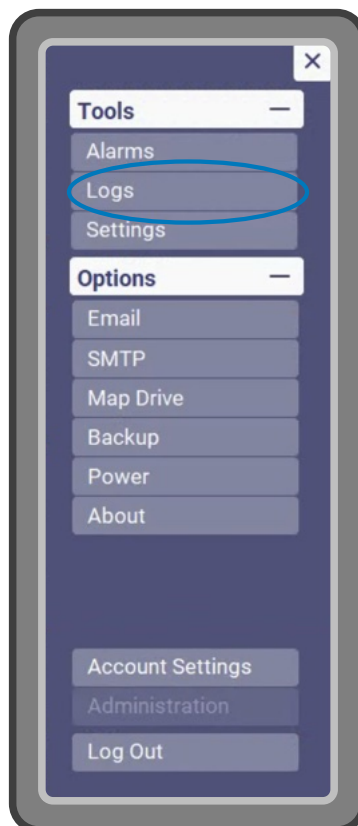 ×
Tools —
Alarms
Logs
Settings
Options —
Email
SMTP
Map Drive
Backup
Power
About
Account Settings
Administration
Log Out